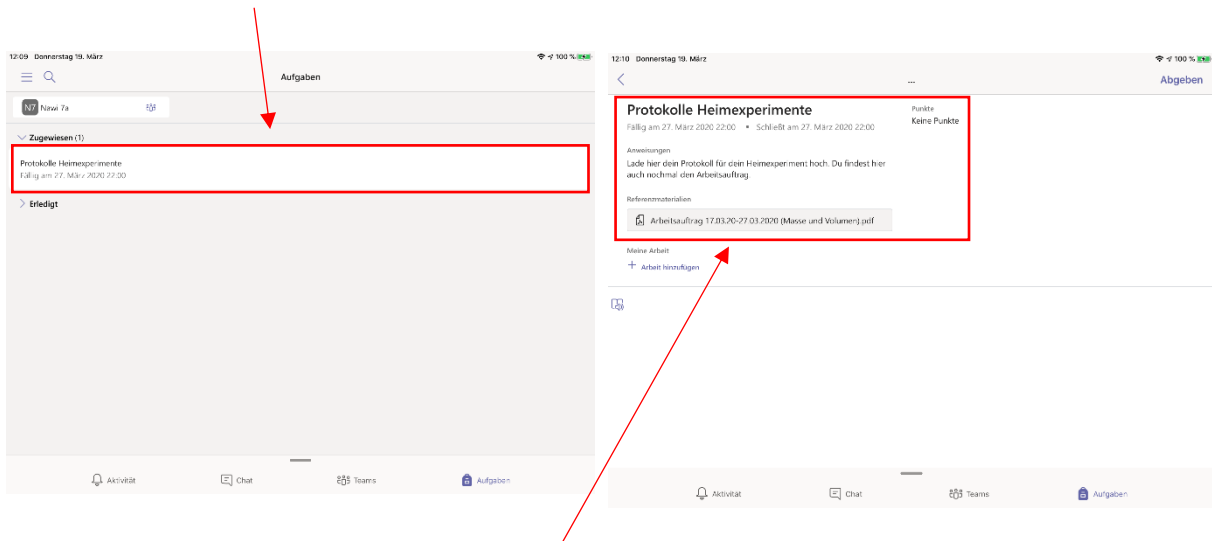 12:09 Donnerstag 19. März
100 %
Aufgaben
N7 Nawi 7a
Zugewiesen (1)
Protokolle Heimexperimente
Fällig am 27. März 2020 22:00
Erledigt
Aktivität
Chat
Teams
Aufgaben
12:10 Donnerstag 19. März
100 %
...
Abgeben
Protokolle Heimexperimente
Punkte
Fällig am 27. März 2020 22:00 • Schließt am 27. März 2020 22:00
Keine Punkte
Anweisungen
Lade hier dein Protokoll für dein Heimexperiment hoch. Du findest hier
auch nochmal den Arbeitsauftrag.
Referenzmaterialien
Arbeitsauftrag 17.03.20-27.03.2020 (Masse und Volumen).pdf
Meine Arbeit
+ Arbeit hinzufügen
Aktivität
Chat
Teams
Aufgaben